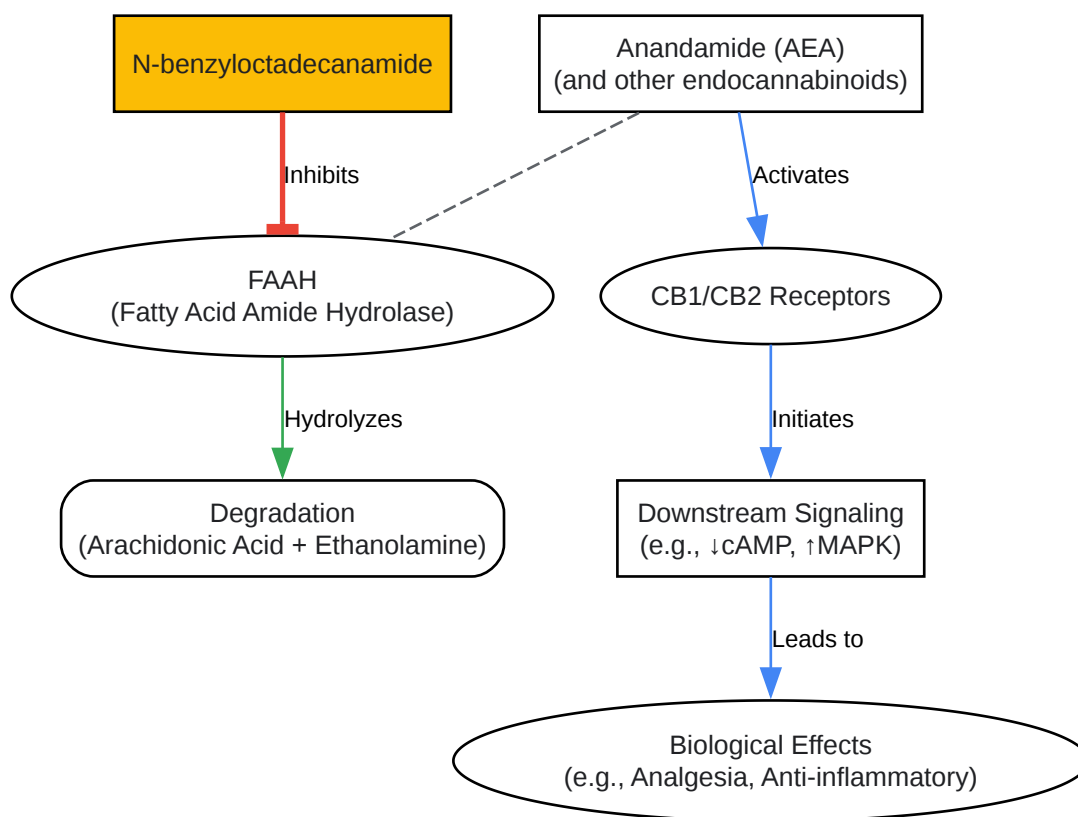 N-benzyloctadecanamide
Anandamide (AEA)
(and other endocannabinoids)
Inhibits
Activates
FAAH
(Fatty Acid Amide Hydrolase)
CB1/CB2 Receptors
Hydrolyzes
Initiates
Degradation
(Arachidonic Acid + Ethanolamine)
Downstream Signaling
(e.g., ↓cAMP, ↑MAPK)
Leads to
Biological Effects
(e.g., Analgesia, Anti-inflammatory)